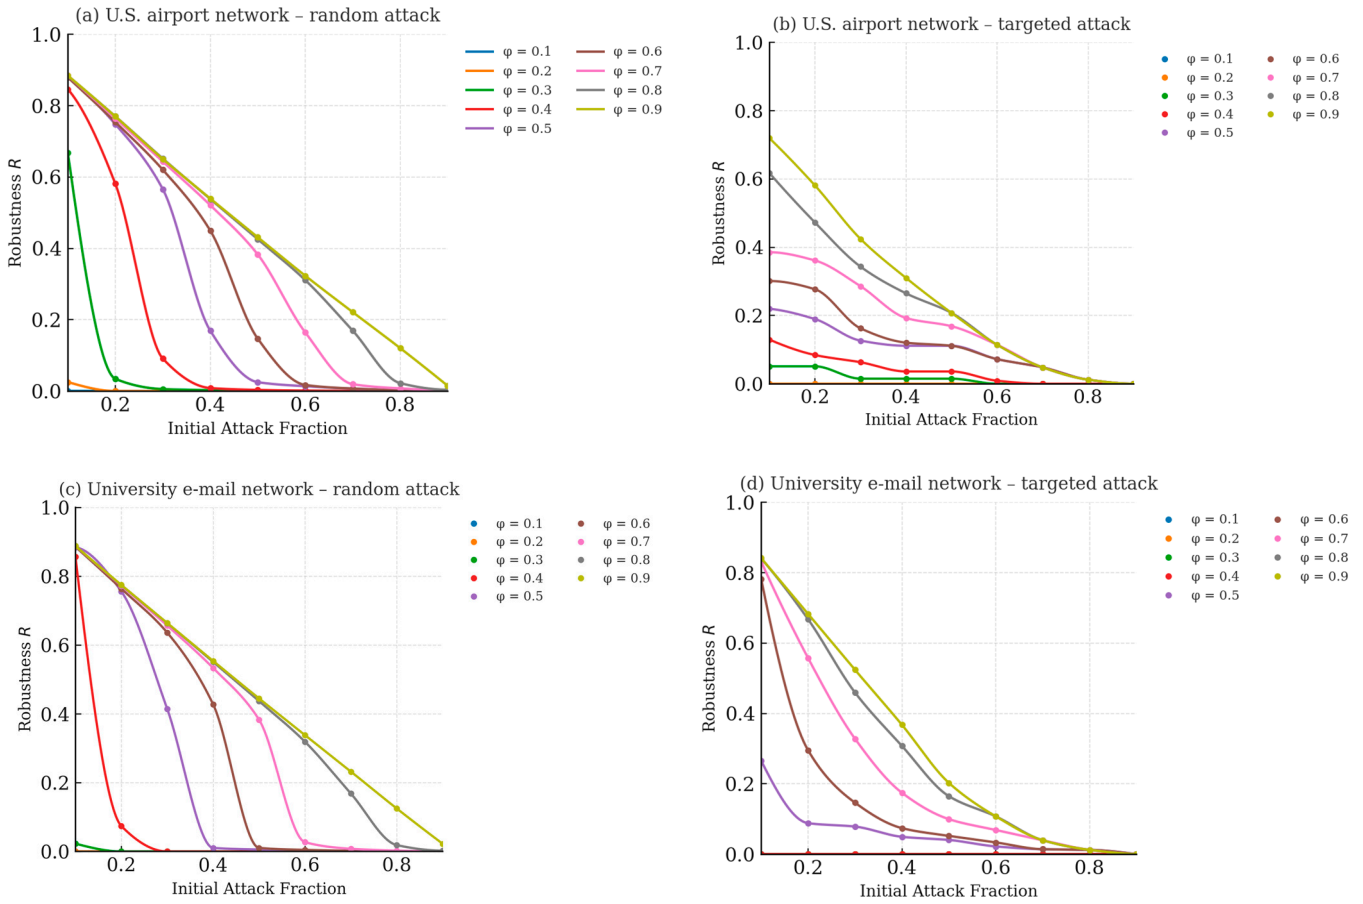 (a) U.S. airport network – random attack
1.0
0.8
0.6
0.4
0.2
0.0
0.2
0.4
0.6
0.8
Robustness R
Initial Attack Fraction
φ = 0.1
φ = 0.2
φ = 0.3
φ = 0.4
φ = 0.5
φ = 0.6
φ = 0.7
φ = 0.8
φ = 0.9
(b) U.S. airport network – targeted attack
1.0
0.8
0.6
0.4
0.2
0.0
0.2
0.4
0.6
0.8
Robustness R
Initial Attack Fraction
φ = 0.1
φ = 0.2
φ = 0.3
φ = 0.4
φ = 0.5
φ = 0.6
φ = 0.7
φ = 0.8
φ = 0.9
(c) University e-mail network – random attack
1.0
0.8
0.6
0.4
0.2
0.0
0.2
0.4
0.6
0.8
Robustness R
Initial Attack Fraction
φ = 0.1
φ = 0.2
φ = 0.3
φ = 0.4
φ = 0.5
φ = 0.6
φ = 0.7
φ = 0.8
φ = 0.9
(d) University e-mail network – targeted attack
1.0
0.8
0.6
0.4
0.2
0.0
0.2
0.4
0.6
0.8
Robustness R
Initial Attack Fraction
φ = 0.1
φ = 0.2
φ = 0.3
φ = 0.4
φ = 0.5
φ = 0.6
φ = 0.7
φ = 0.8
φ = 0.9